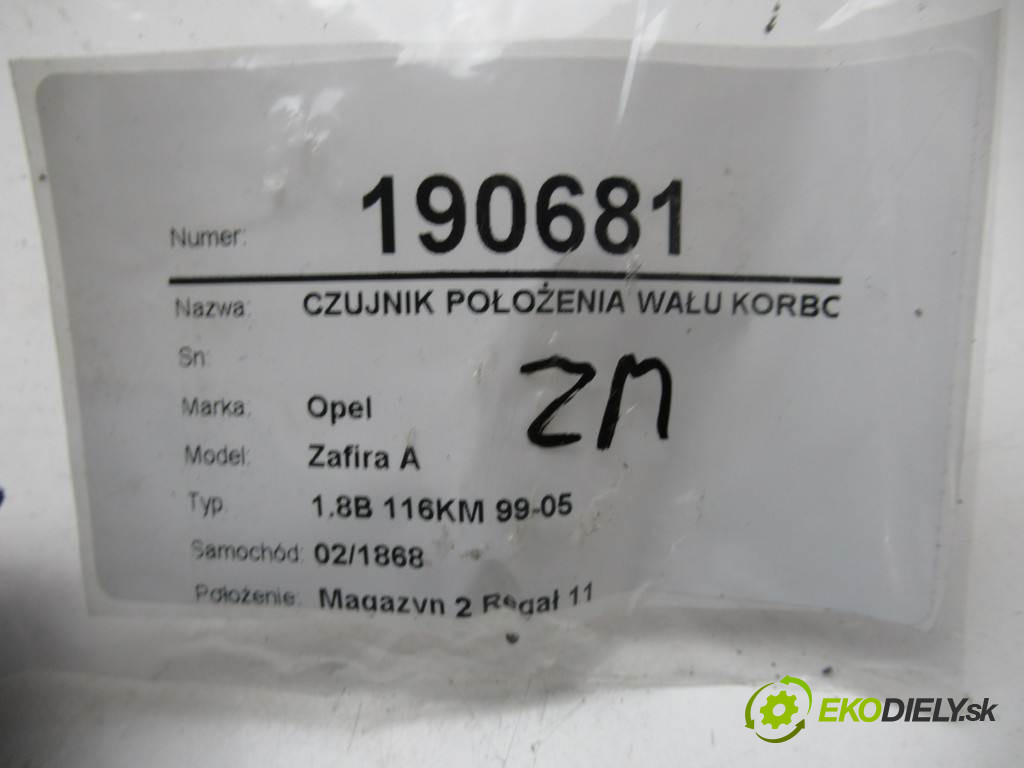 Numer: 190681
Nazwa: CZUJNIK POŁOŻENIA WAŁU KORBC
Sn:
ZM
Marka: Opel
Model: Zafira A
Typ: 1.8B 116KM 99-05
Samochód: 02/1868
Położenie: Magazyn 2 Regał 11
EKODIELY.sk